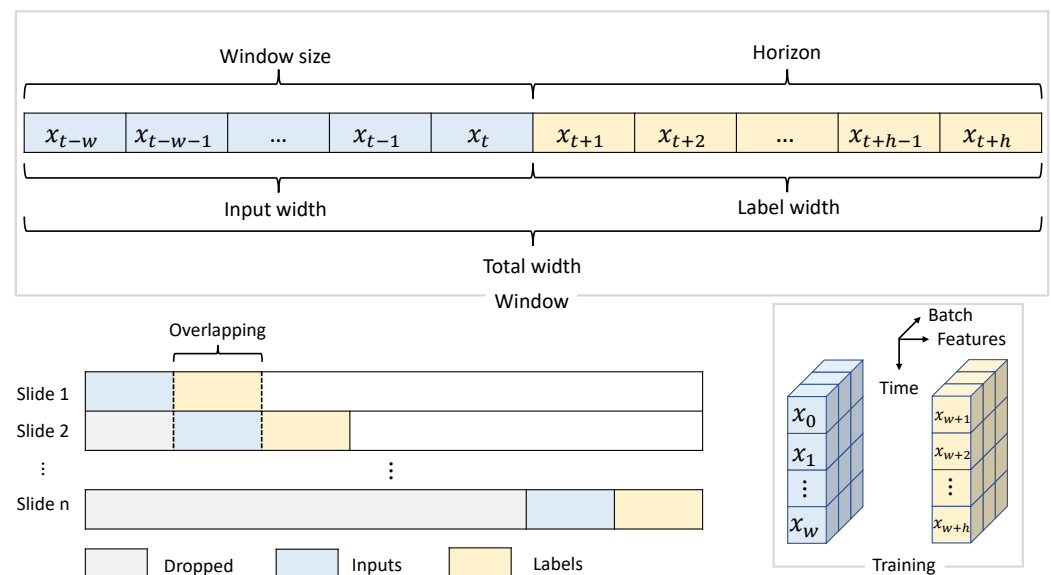 Window size Horizon
x_{t−w} x_{t−w−1} ... x_{t−1} x_t x_{t+1} x_{t+2} ... x_{t+h−1} x_{t+h}
Input width Label width
Total width
Window
Overlapping
Slide 1
Slide 2
⋮ ⋮
Slide n
Dropped Inputs Labels
Batch
Features
Time
x_0 x_{w+1}
x_1 x_{w+2}
⋮ ⋮
x_w x_{w+h}
Training